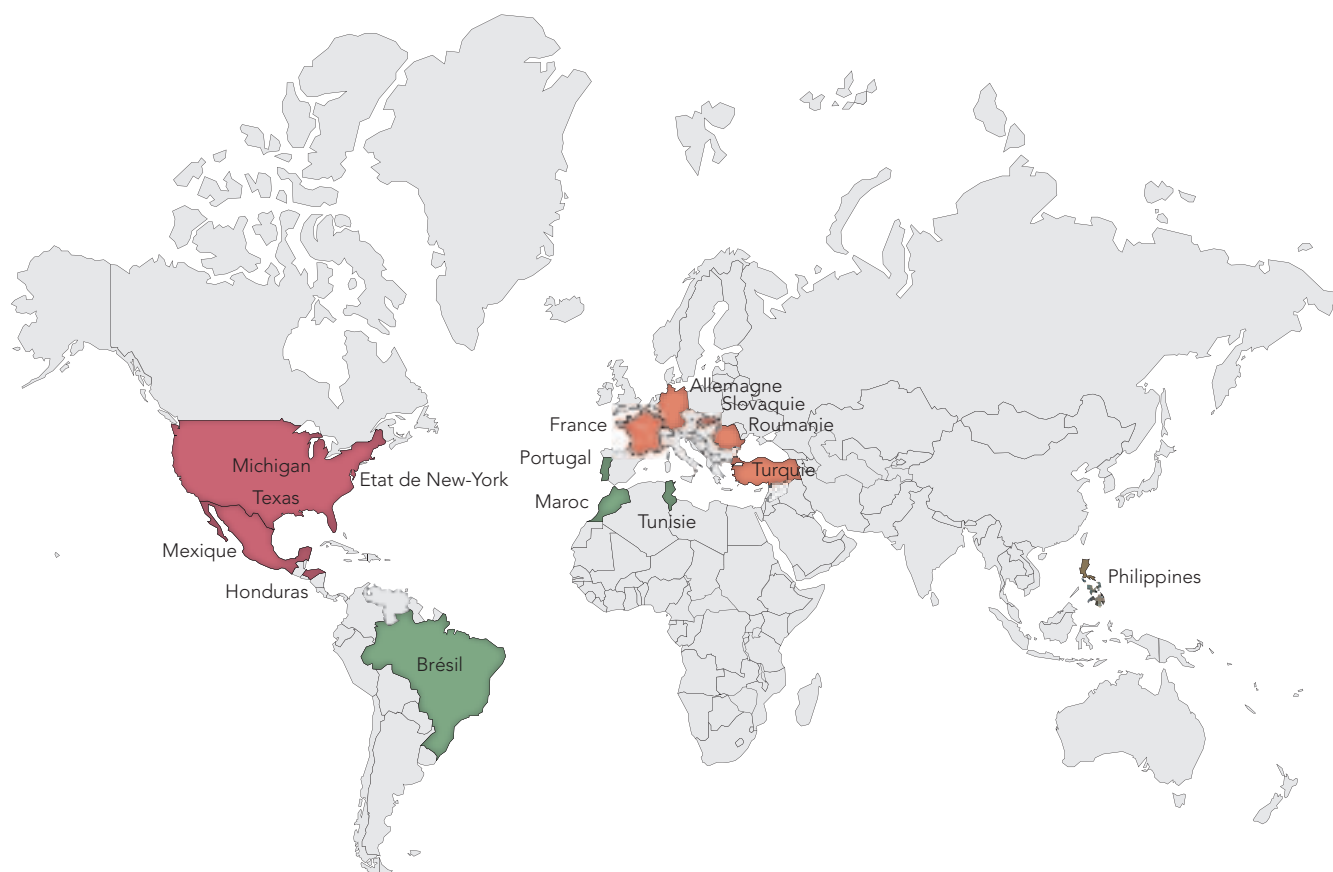 Allemagne
Slovaquie
France
Roumanie
Portugal
Michigan
Turquie
Etat de New-York
Texas
Maroc
Tunisie
Mexique
Philippines
Honduras
Brésil